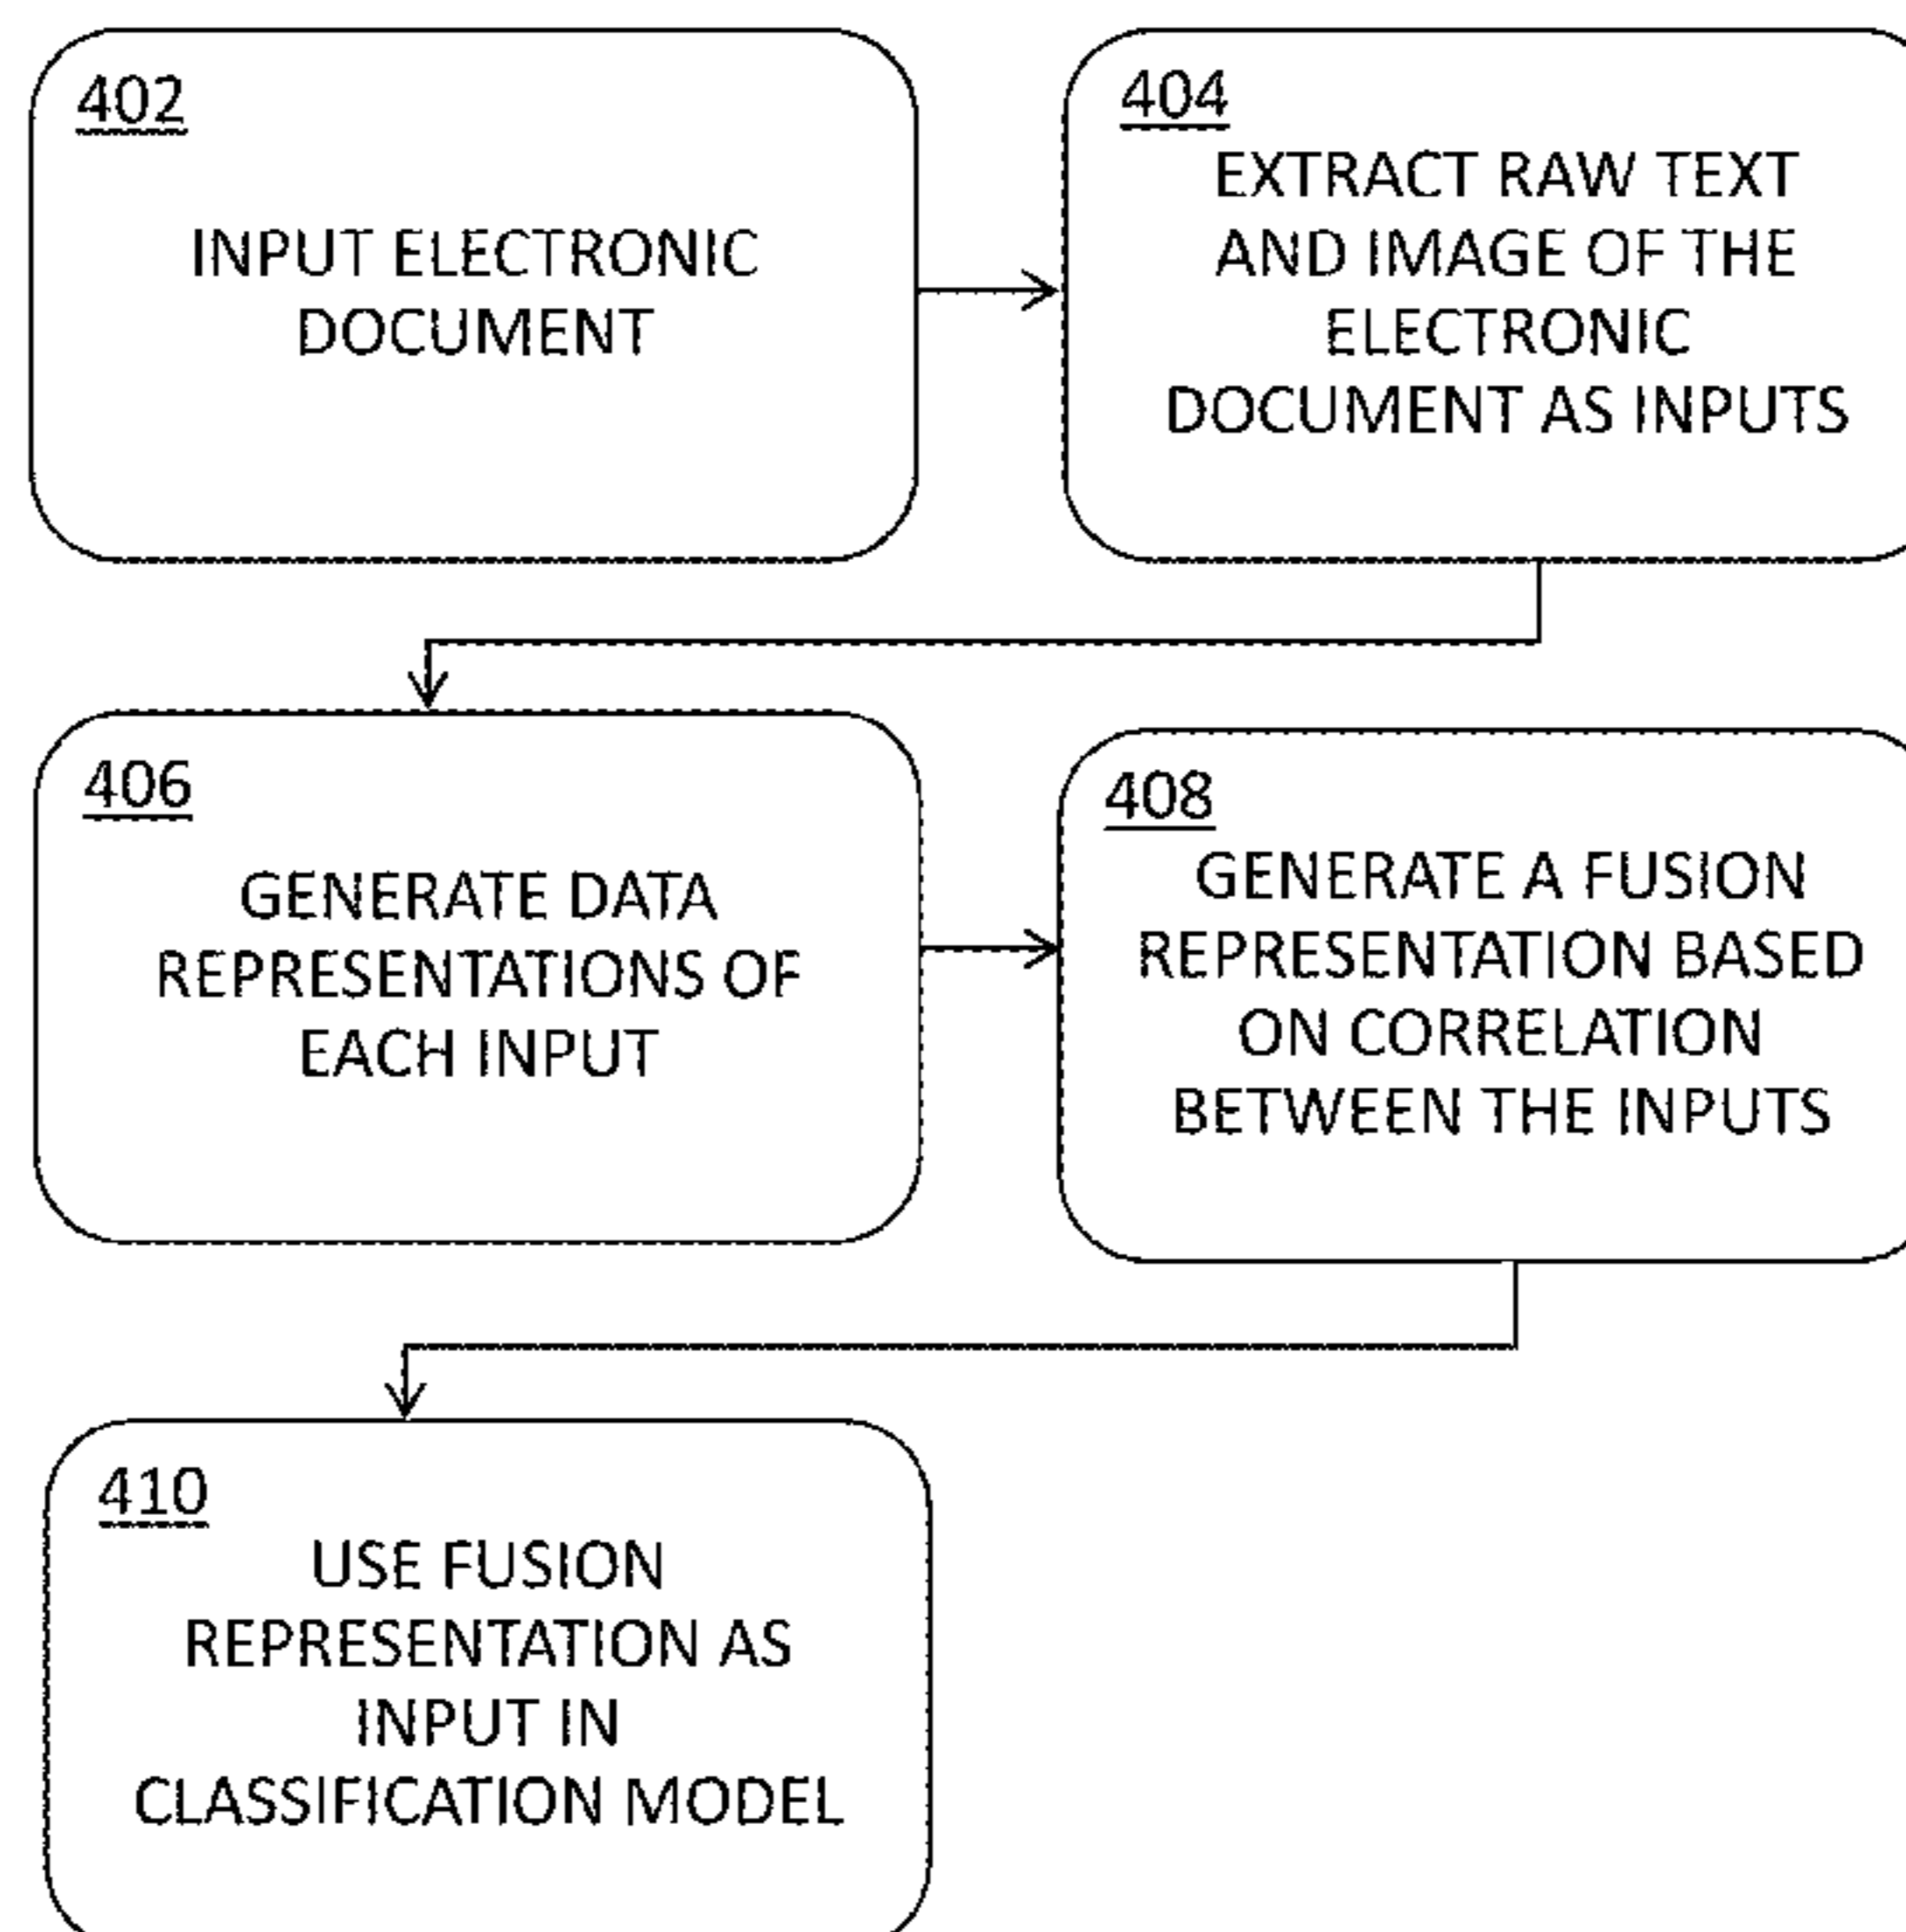 402
INPUT ELECTRONIC
DOCUMENT
404
EXTRACT RAW TEXT
AND IMAGE OF THE
ELECTRONIC
DOCUMENT AS INPUTS
406
GENERATE DATA
REPRESENTATIONS OF
EACH INPUT
408
GENERATE A FUSION
REPRESENTATION BASED
ON CORRELATION
BETWEEN THE INPUTS
410
USE FUSION
REPRESENTATION AS
INPUT IN
CLASSIFICATION MODEL